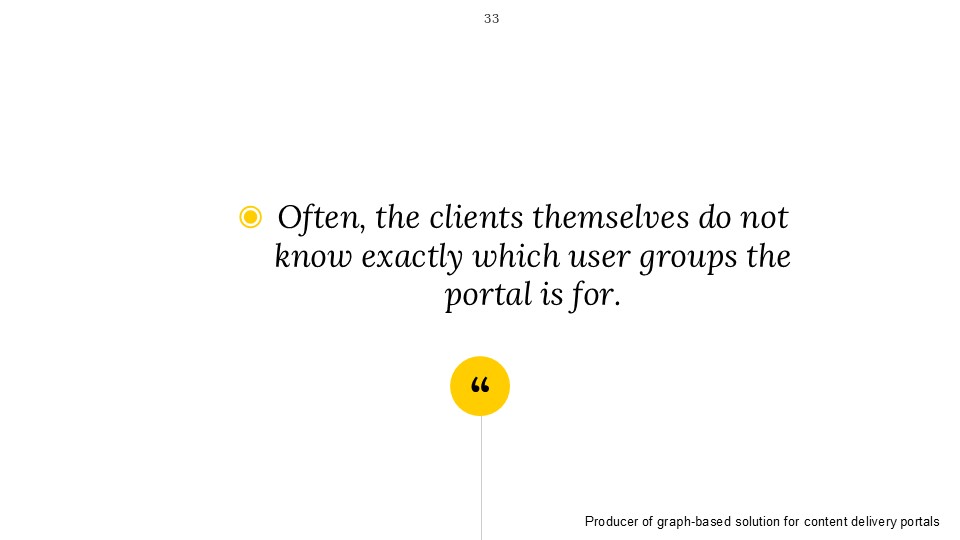 33
Often, the clients themselves do not
know exactly which user groups the
portal is for.
“
Producer of graph-based solution for content delivery portals